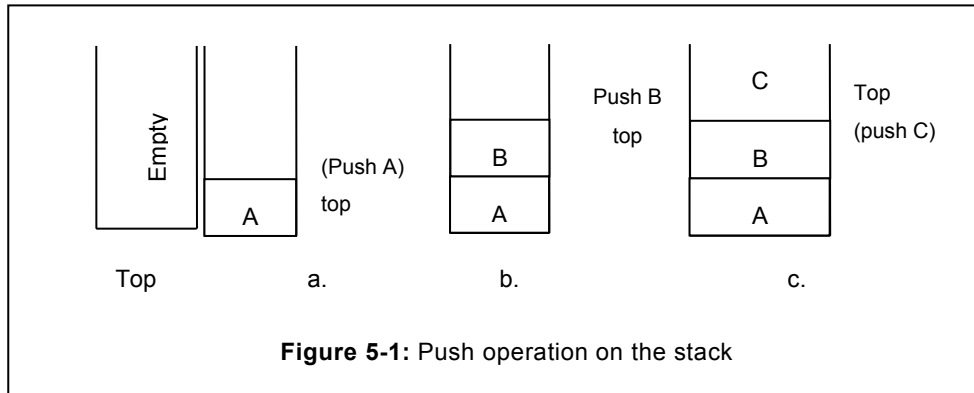 Empty
A
(Push A)
top
B
A
Push B
top
C
B
A
Top
(push C)
Top a. b. c.
Figure 5-1: Push operation on the stack